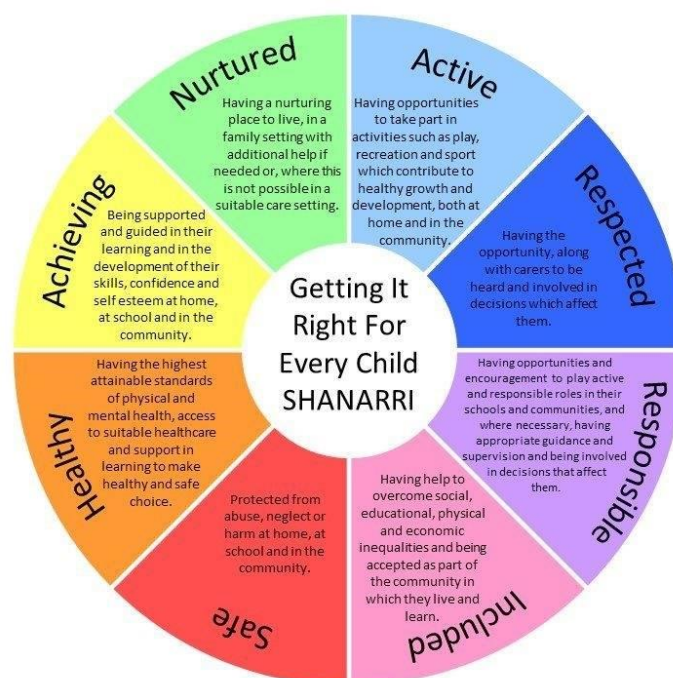 Nurtured
Having a nurturing
place to live, in a
family setting with
additional help if
needed or, where this
is not possible in a
suitable care setting.
Active
Having opportunities
to take part in
activities such as play,
recreation and sport
which contribute to
healthy growth and
development, both at
home and in the
community.
Respected
Having the
opportunity, along
with carers to be
heard and involved in
decisions which affect
them.
Responsible
Having opportunities and
encouragement to play active
and responsible roles in their
schools and communities, and
where necessary, having
appropriate guidance and
supervision and being involved
in decisions that affect
them.
Included
Having help to
overcome social,
educational, physical
and economic
inequalities and being
accepted as part of
the community in
which they live and
learn.
Safe
Protected from
abuse, neglect or
harm at home, at
school and in the
community.
Healthy
Having the highest
attainable standards
of physical and
mental health, access
to suitable healthcare
and support in
learning to make
healthy and safe
choice.
Achieving
Being supported
and guided in their
learning and in the
development of their
skills, confidence and
self esteem at home,
at school and in the
community.
Getting It
Right For
Every Child
SHANARRI